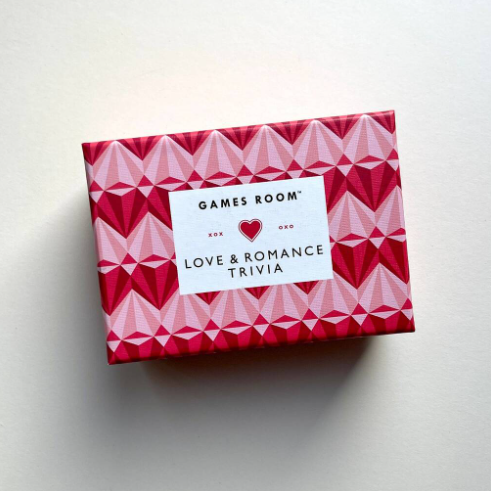 GAMES ROOM™
xox oxo
LOVE & ROMANCE
TRIVIA